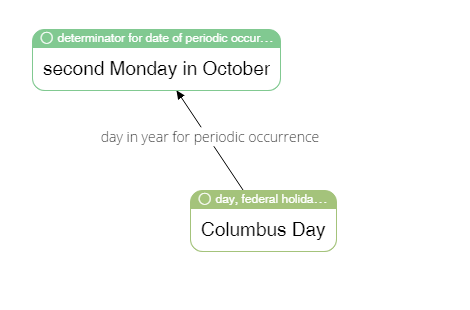 determinator for date of periodic occur...
second Monday in October
day in year for periodic occurrence
day, federal holida...
Columbus Day